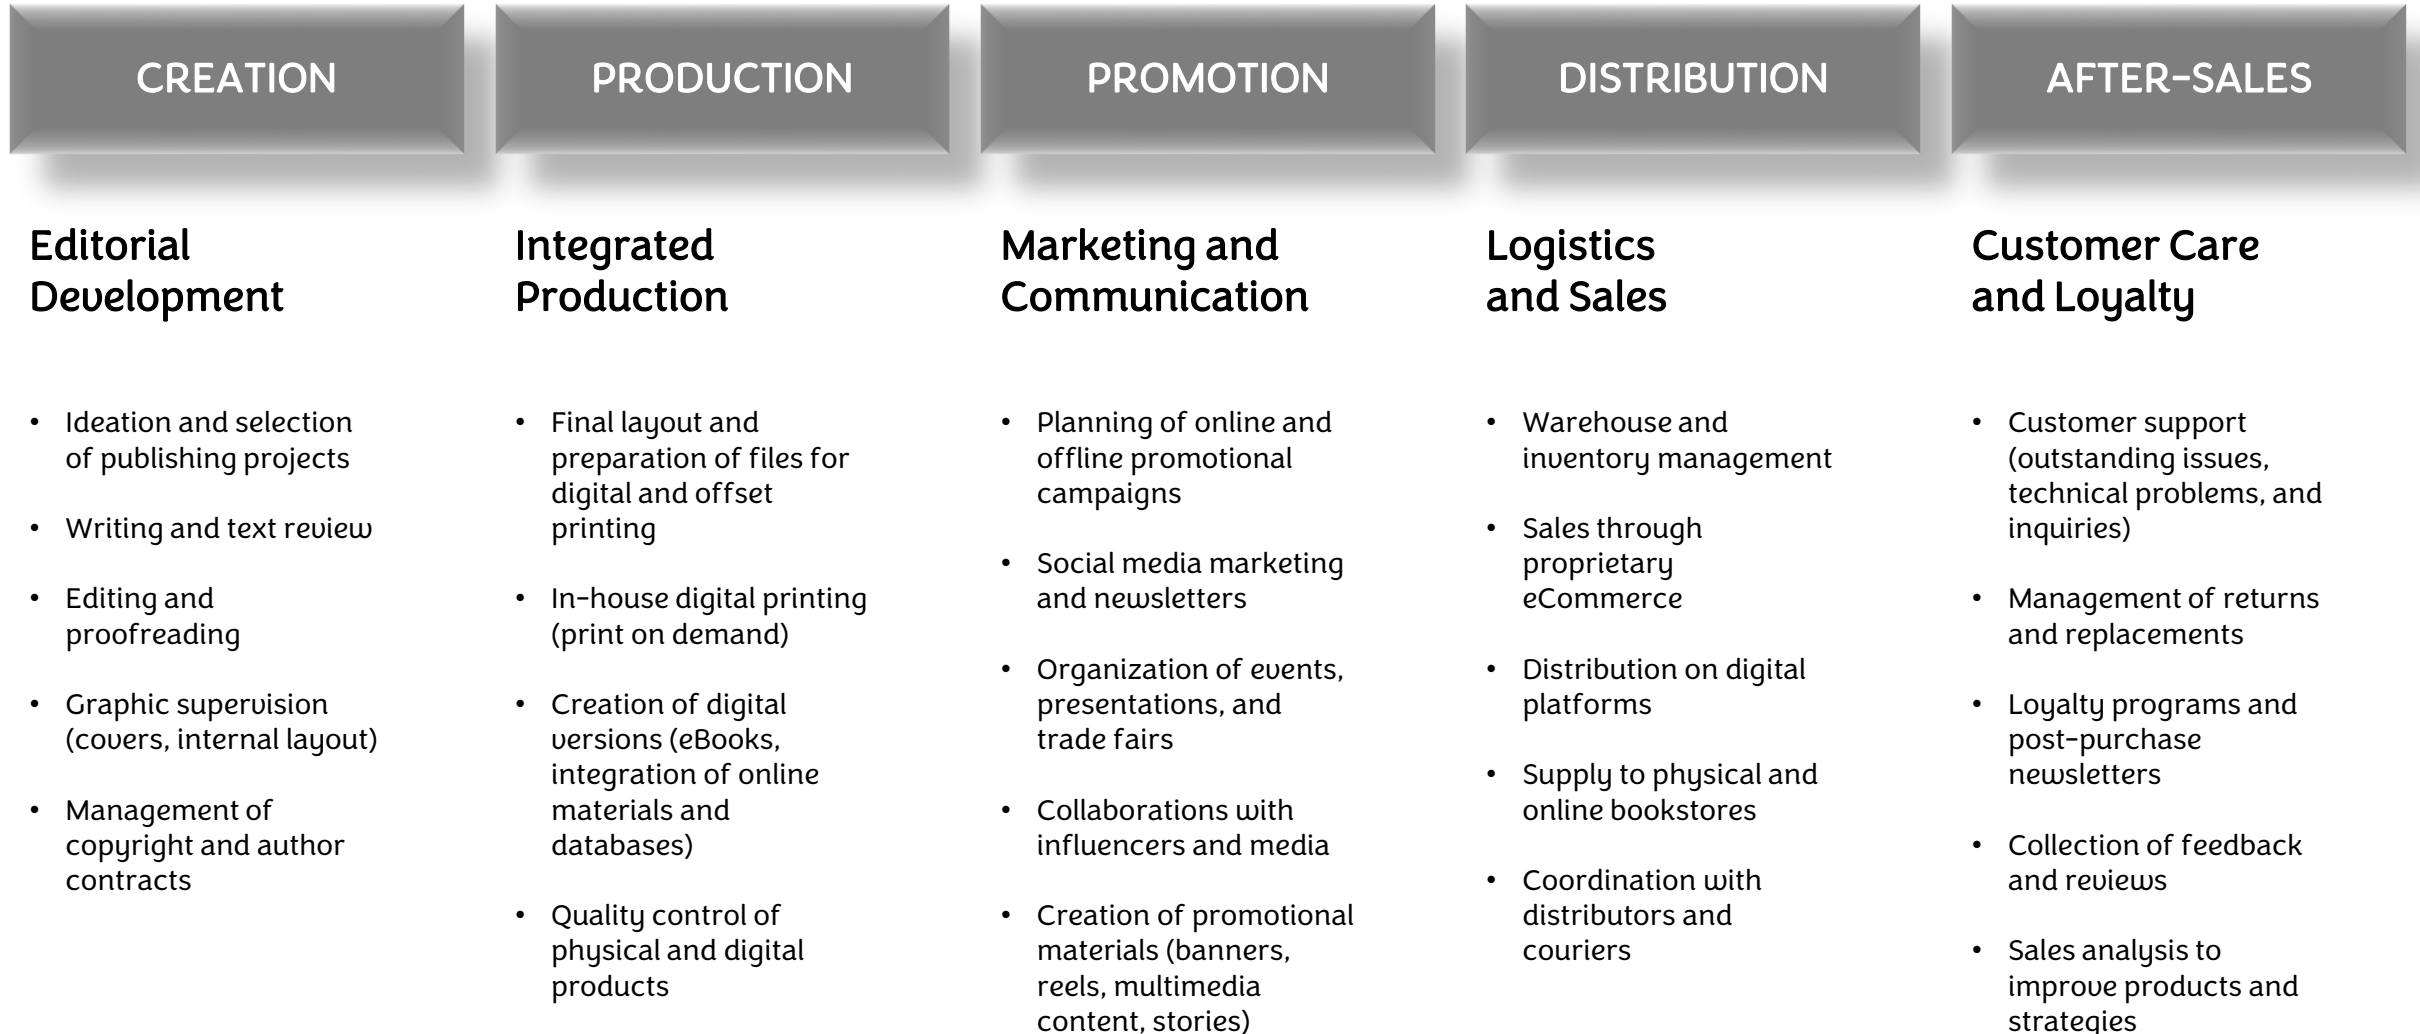 CREATION
Editorial
Development
• Ideation and selection
of publishing projects
• Writing and text review
• Editing and
proofreading
• Graphic supervision
(covers, internal layout)
• Management of
copyright and author
contracts
PRODUCTION
Integrated
Production
• Final layout and
preparation of files for
digital and offset
printing
• In-house digital printing
(print on demand)
• Creation of digital
versions (eBooks,
integration of online
materials and
databases)
• Quality control of
physical and digital
products
PROMOTION
Marketing and
Communication
• Planning of online and
offline promotional
campaigns
• Social media marketing
and newsletters
• Organization of events,
presentations, and
trade fairs
• Collaborations with
influencers and media
• Creation of promotional
materials (banners,
reels, multimedia
content, stories)
DISTRIBUTION
Logistics
and Sales
• Warehouse and
inventory management
• Sales through
proprietary
eCommerce
• Distribution on digital
platforms
• Supply to physical and
online bookstores
• Coordination with
distributors and
couriers
AFTER-SALES
Customer Care
and Loyalty
• Customer support
(outstanding issues,
technical problems, and
inquiries)
• Management of returns
and replacements
• Loyalty programs and
post-purchase
newsletters
• Collection of feedback
and reviews
• Sales analysis to
improve products and
strategies